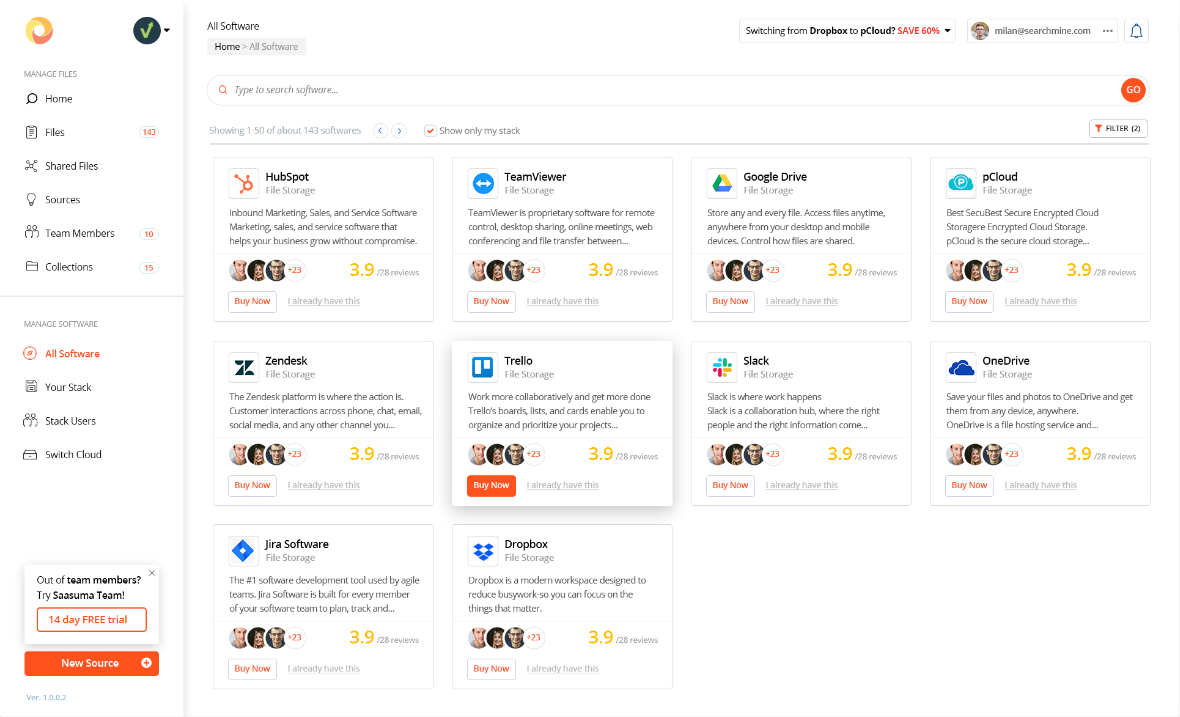 All Software
Home > All Software
Switching from Dropbox to pCloud? SAVE 60%
milan@searchmine.com
MANAGE FILES
Home
Files 143
Shared Files
Sources
Team Members 10
Collections 15
MANAGE SOFTWARE
All Software
Your Stack
Stack Users
Switch Cloud
Out of team members?
Try Saasuma Team!
14 day FREE trial
New Source
Ver. 1.0.0.2
Type to search software...
GO
Showing 1-50 of about 143 softwares
Show only my stack
FILTER (2)
HubSpot
File Storage
Inbound Marketing, Sales, and Service Software
Marketing, sales, and service software that
helps your business grow without compromise.
+23
3.9 /28 reviews
Buy Now
I already have this
TeamViewer
File Storage
TeamViewer is proprietary software for remote
control, desktop sharing, online meetings, web
conferencing and file transfer between...
+23
3.9 /28 reviews
Buy Now
I already have this
Google Drive
File Storage
Store any and every file. Access files anytime,
anywhere from your desktop and mobile
devices. Control how files are shared.
+23
3.9 /28 reviews
Buy Now
I already have this
pCloud
File Storage
Best SecuBest Secure Encrypted Cloud
Storagere Encrypted Cloud Storage.
pCloud is the secure cloud storage...
+23
3.9 /28 reviews
Buy Now
I already have this
Zendesk
File Storage
The Zendesk platform is where the action is.
Customer interactions across phone, chat, email,
social media, and any other channel you...
+23
3.9 /28 reviews
Buy Now
I already have this
Trello
File Storage
Work more collaboratively and get more done
Trello's boards, lists, and cards enable you to
organize and prioritize your projects...
+23
3.9 /28 reviews
Buy Now
I already have this
Slack
File Storage
Slack is where work happens
Slack is a collaboration hub, where the right
people and the right information come...
+23
3.9 /28 reviews
Buy Now
I already have this
OneDrive
File Storage
Save your files and photos to OneDrive and get
them from any device, anywhere.
OneDrive is a file hosting service and...
+23
3.9 /28 reviews
Buy Now
I already have this
Jira Software
File Storage
The #1 software development tool used by agile
teams. Jira Software is built for every member
of your software team to plan, track and...
+23
3.9 /28 reviews
Buy Now
I already have this
Dropbox
File Storage
Dropbox is a modern workspace designed to
reduce busywork-so you can focus on the
things that matter.
+23
3.9 /28 reviews
Buy Now
I already have this